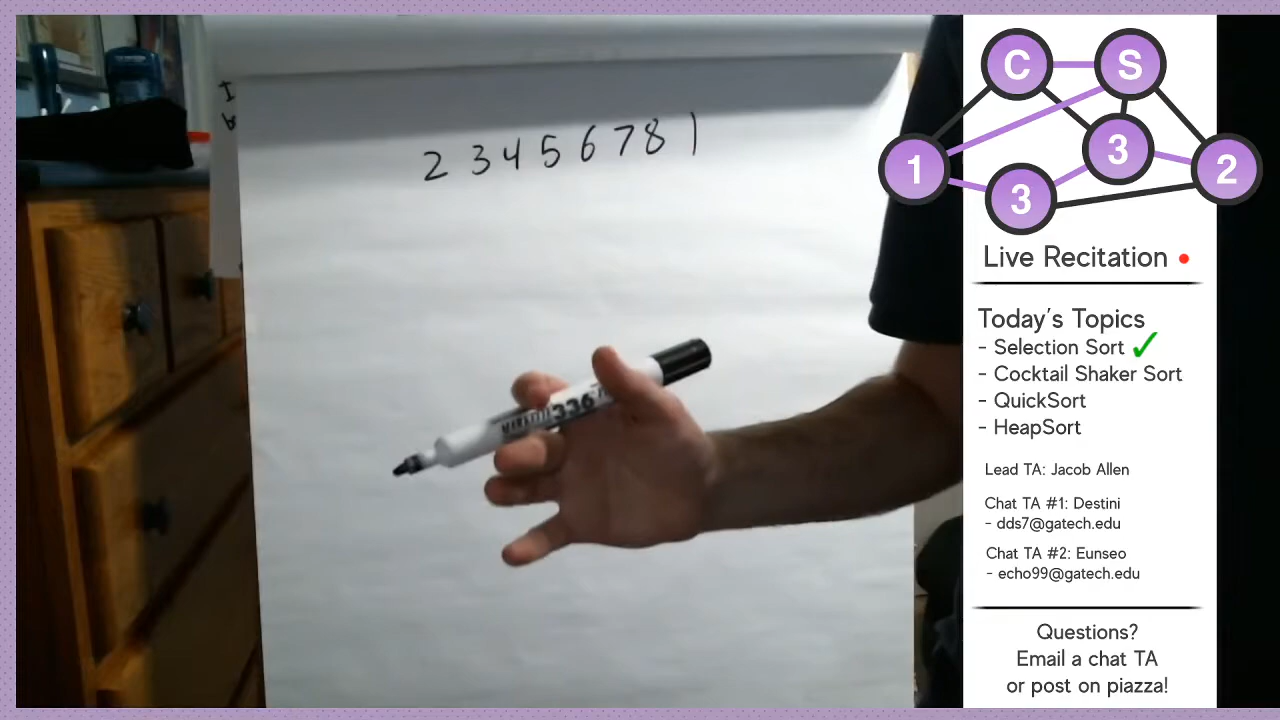 2 3 4 5 6 7 8 1
I
A
336
C S
1 3 3 2
Live Recitation
Today's Topics
- Selection Sort ✓
- Cocktail Shaker Sort
- QuickSort
- HeapSort
Lead TA: Jacob Allen
Chat TA #1: Destini
- dds7@gatech.edu
Chat TA #2: Eunseo
- echo99@gatech.edu
Questions?
Email a chat TA
or post on piazza!